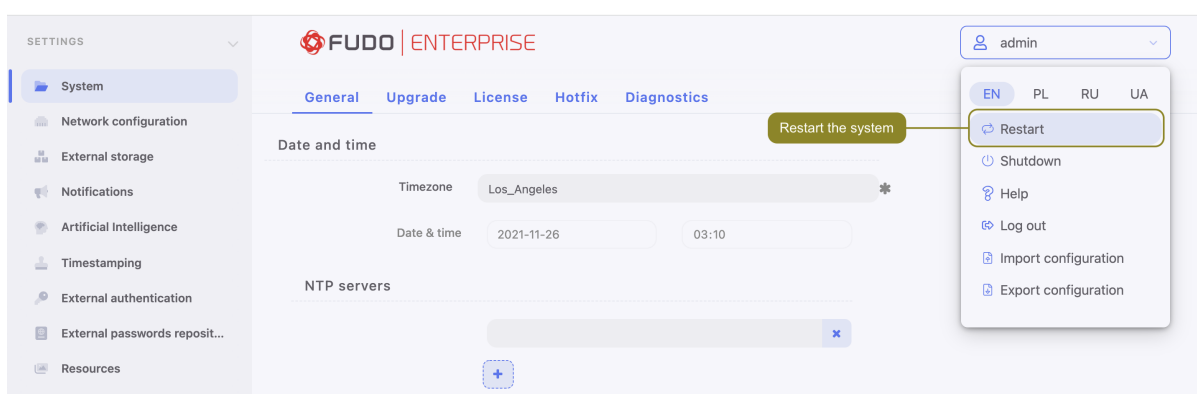 SETTINGS
System
Network configuration
External storage
Notifications
Artificial Intelligence
Timestamping
External authentication
External passwords reposit...
Resources
FUDO ENTERPRISE
General Upgrade License Hotfix Diagnostics
Date and time
Timezone Los_Angeles *
Date & time 2021-11-26 03:10
NTP servers
+
admin
EN PL RU UA
Restart the system
Restart
Shutdown
Help
Log out
Import configuration
Export configuration